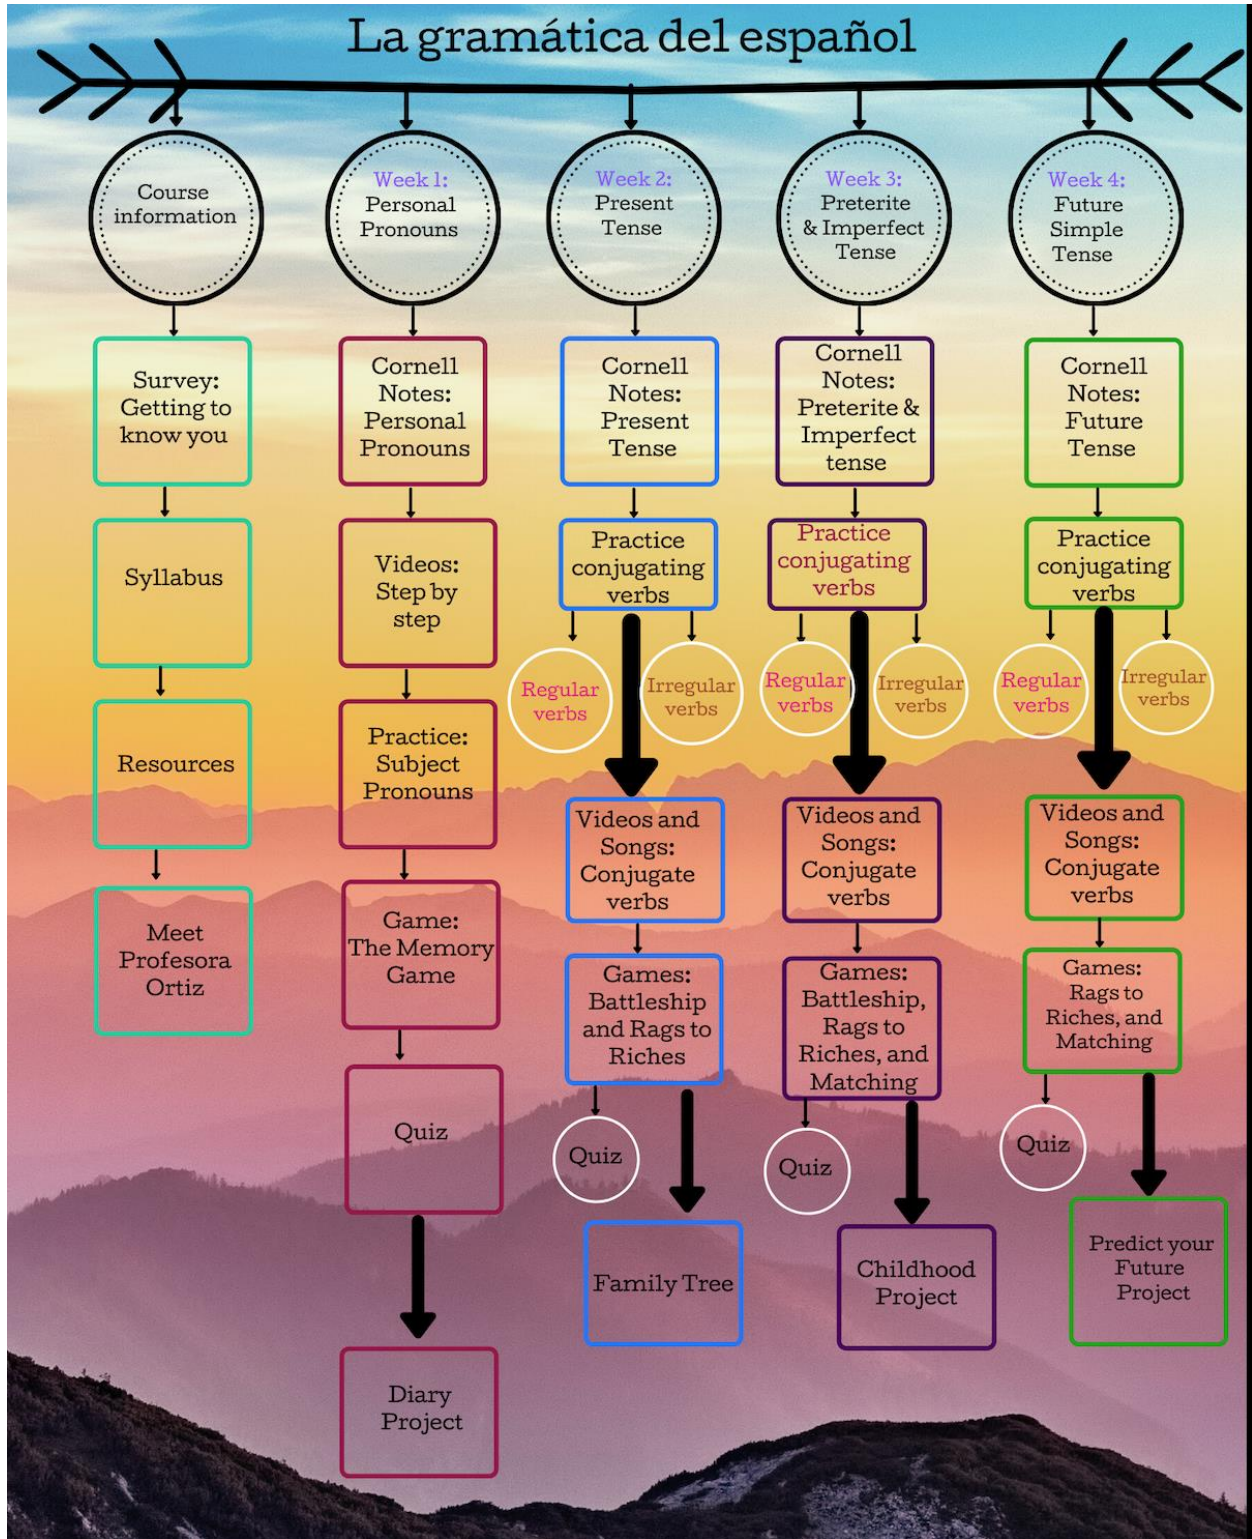 La gramática del español
Course
information
Survey:
Getting to
know you
Syllabus
Resources
Meet
Profesora
Ortiz
Week 1:
Personal
Pronouns
Cornell
Notes:
Personal
Pronouns
Videos:
Step by
step
Practice:
Subject
Pronouns
Game:
The Memory
Game
Quiz
Diary
Project
Week 2:
Present
Tense
Cornell
Notes:
Present
Tense
Practice
conjugating
verbs
Regular
verbs
Irregular
verbs
Videos and
Songs:
Conjugate
verbs
Games:
Battleship
and Rags to
Riches
Quiz
Family Tree
Week 3:
Preterite
& Imperfect
Tense
Cornell
Notes:
Preterite &
Imperfect
tense
Practice
conjugating
verbs
Regular
verbs
Irregular
verbs
Videos and
Songs:
Conjugate
verbs
Games:
Battleship,
Rags to
Riches, and
Matching
Quiz
Childhood
Project
Week 4:
Future
Simple
Tense
Cornell
Notes:
Future
Tense
Practice
conjugating
verbs
Regular
verbs
Irregular
verbs
Videos and
Songs:
Conjugate
verbs
Games:
Rags to
Riches, and
Matching
Quiz
Predict your
Future
Project